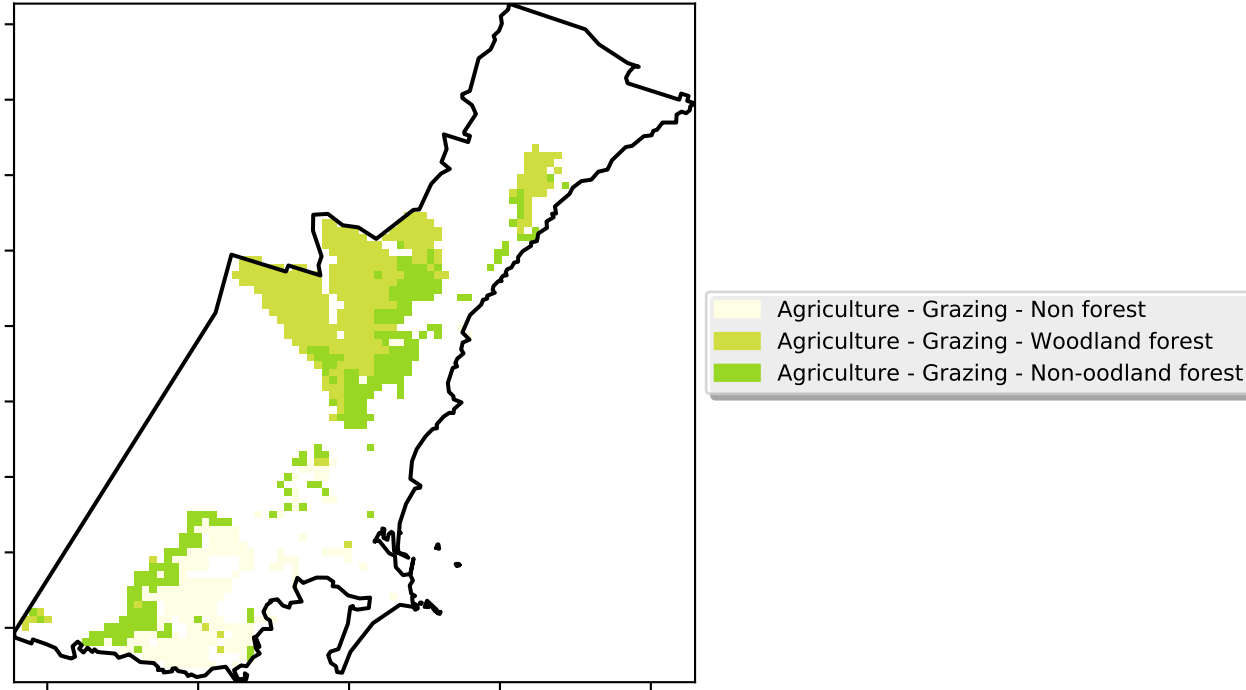 Agriculture - Grazing - Non forest
Agriculture - Grazing - Woodland forest
Agriculture - Grazing - Non-oodland forest